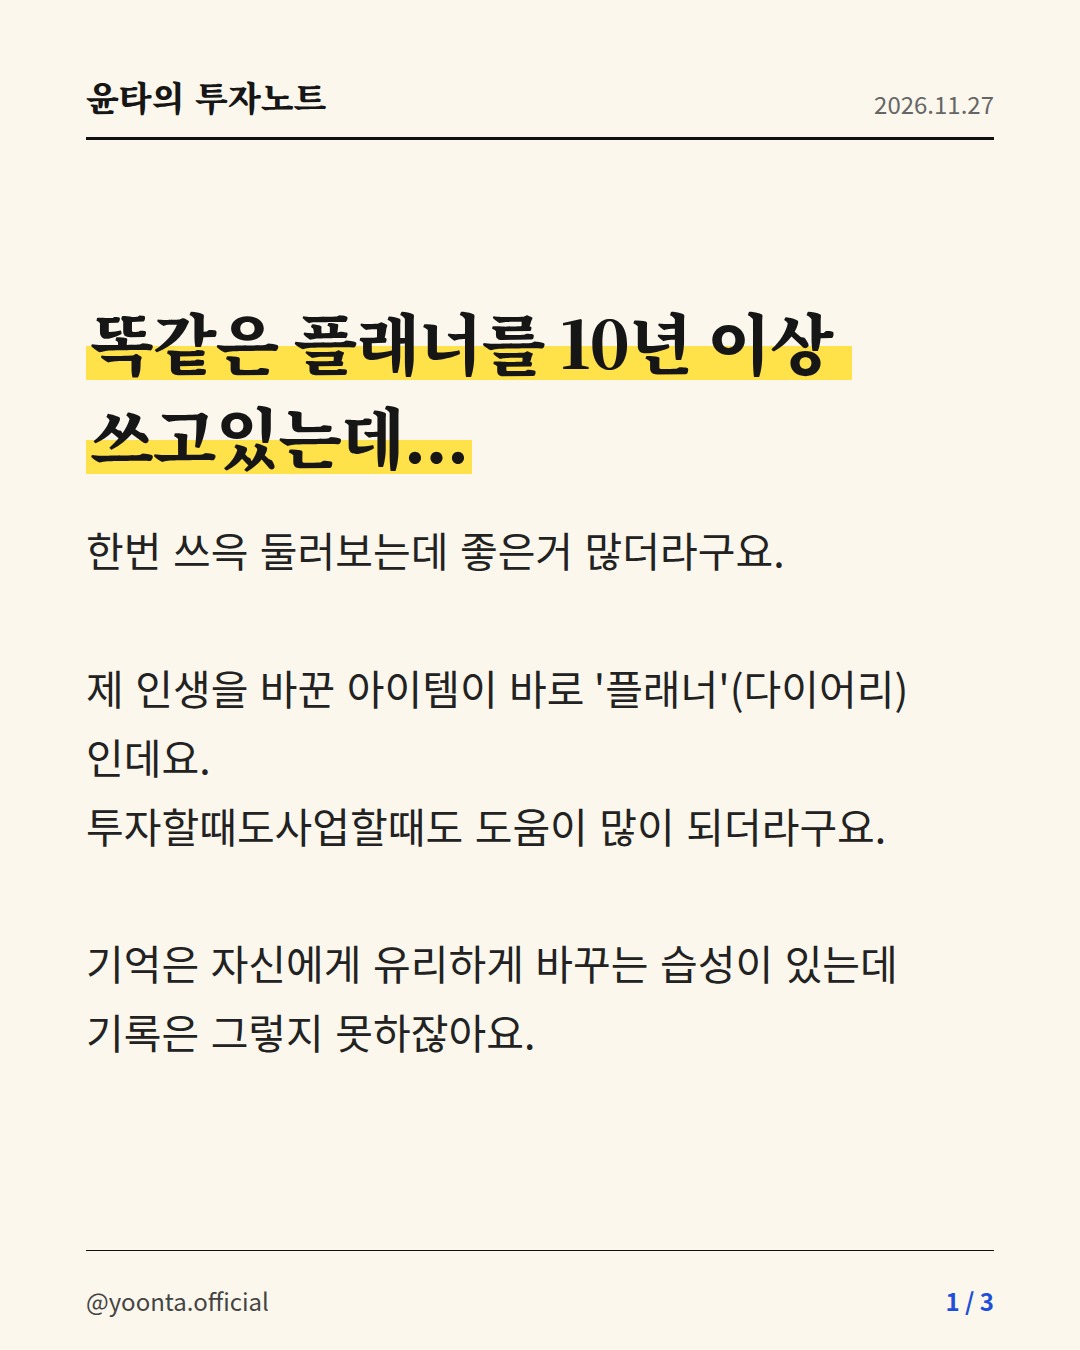 윤타의 투자노트
2026.11.27
똑같은 플래너를 10년 이상
쓰고있는데...
한번 쓰윽 둘러보는데 좋은거 많더라구요.
제 인생을 바꾼 아이템이 바로 '플래너'(다이어리)
인데요.
투자할때도사업할때도 도움이 많이 되더라구요.
기억은 자신에게 유리하게 바꾸는 습성이 있는데
기록은 그렇지 못하잖아요.
@yoonta.official
1 / 3